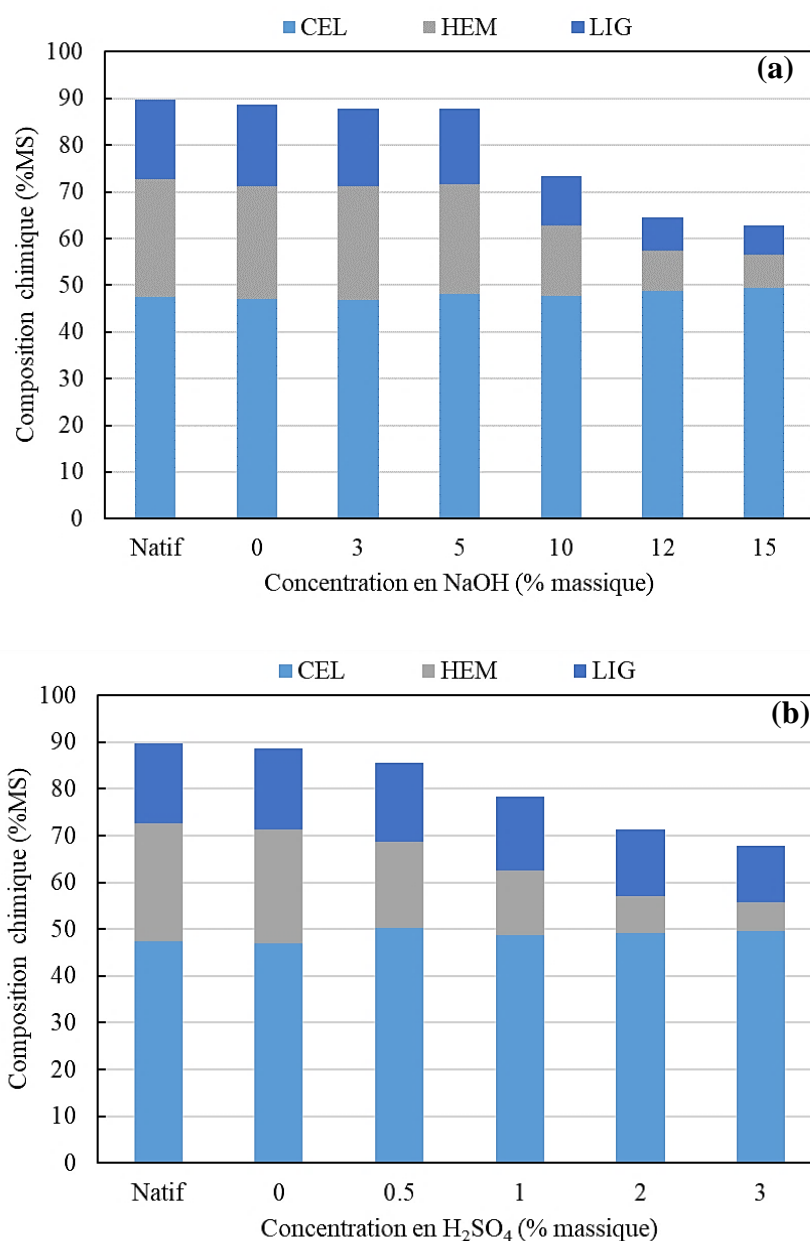 CEL HEM LIG
(a)
100
90
80
70
60
50
40
30
20
10
0
Composition chimique (%MS)
Natif 0 3 5 10 12 15
Concentration en NaOH (% massique)
CEL HEM LIG
(b)
100
90
80
70
60
50
40
30
20
10
0
Composition chimique (%MS)
Natif 0 0.5 1 2 3
Concentration en H₂SO₄ (% massique)